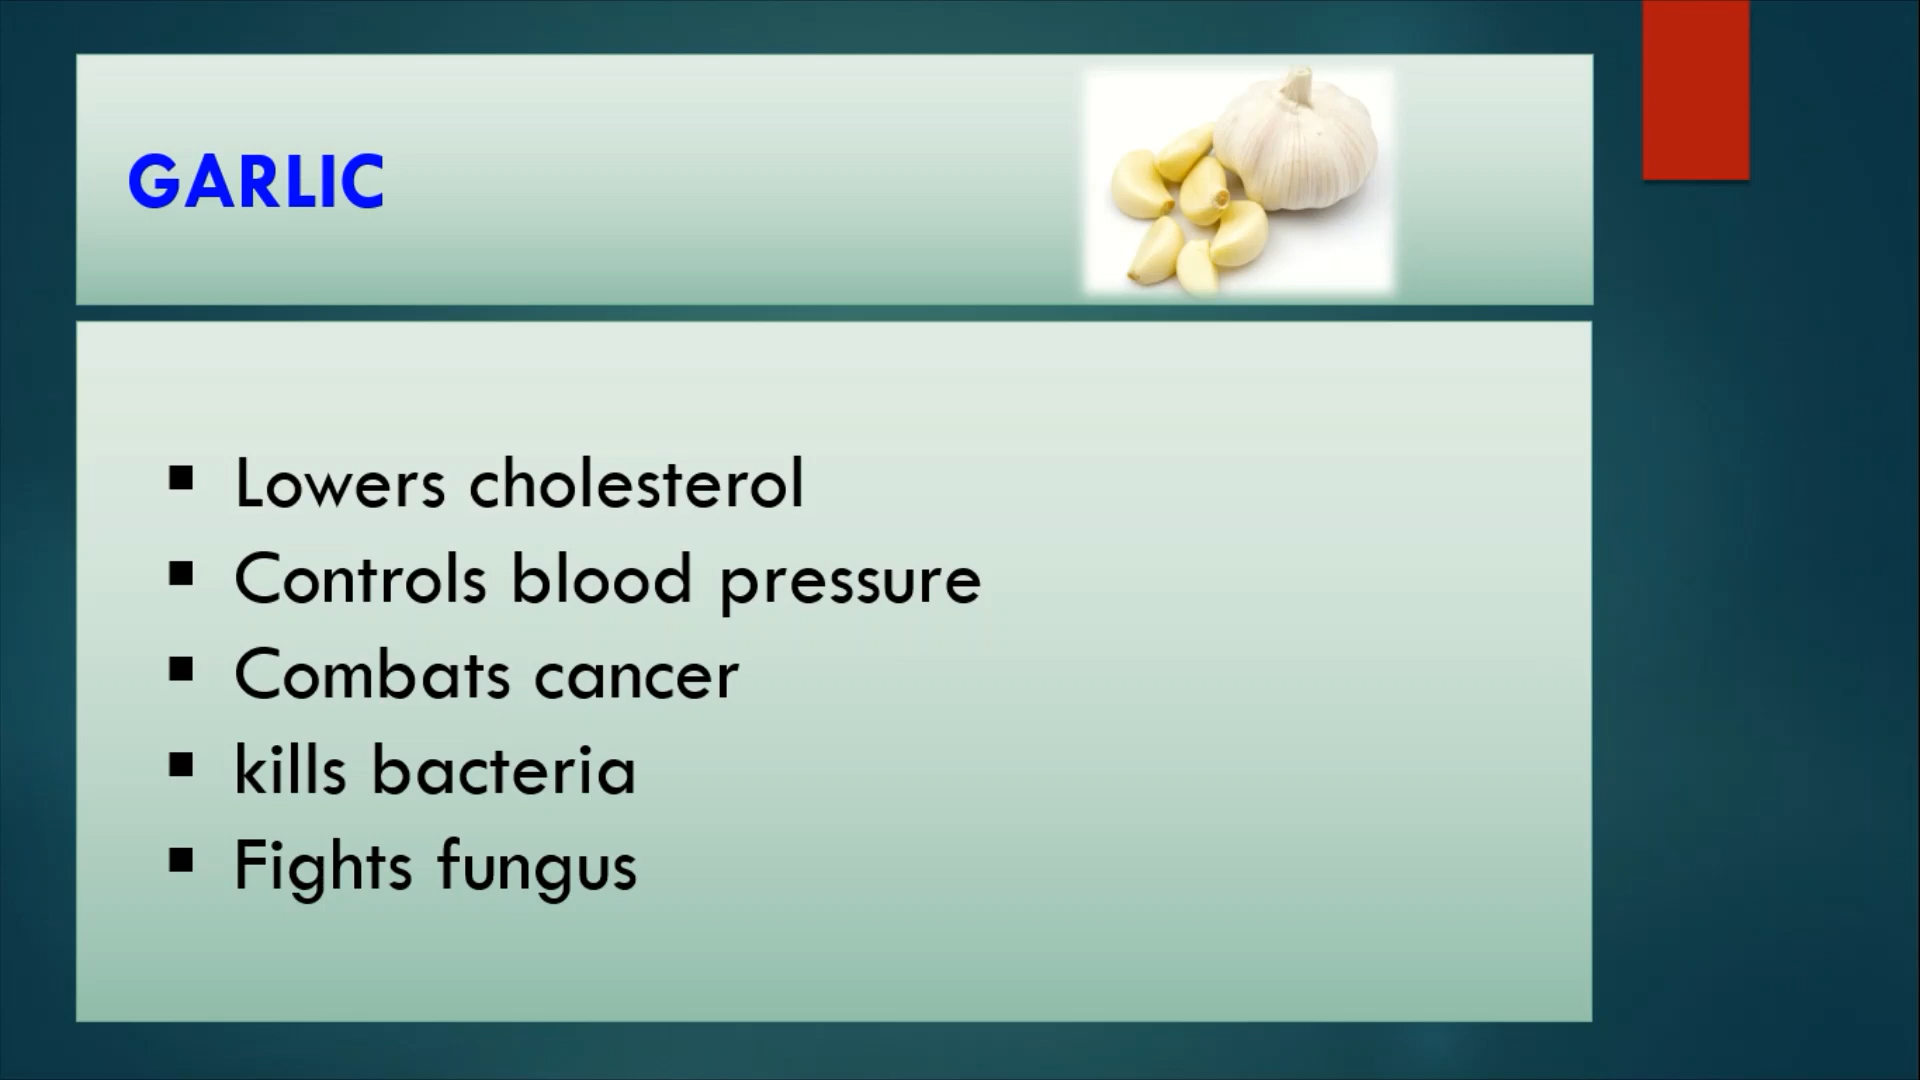 GARLIC
▪ Lowers cholesterol
▪ Controls blood pressure
▪ Combats cancer
▪ kills bacteria
▪ Fights fungus